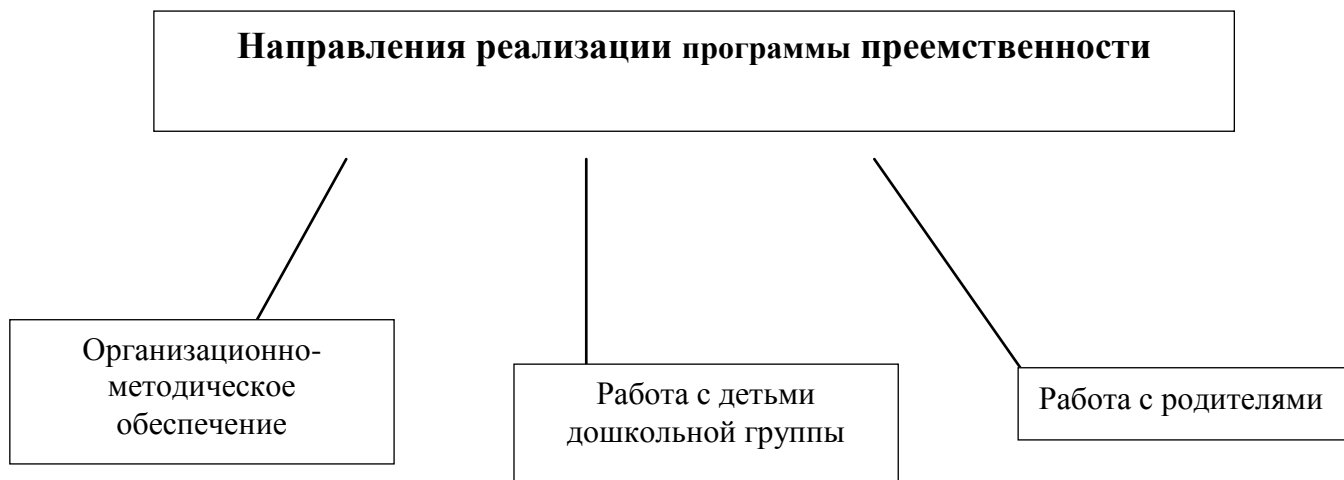 Направления реализации программы преемственности
Организационно-
методическое
обеспечение
Работа с детьми
дошкольной группы
Работа с родителями